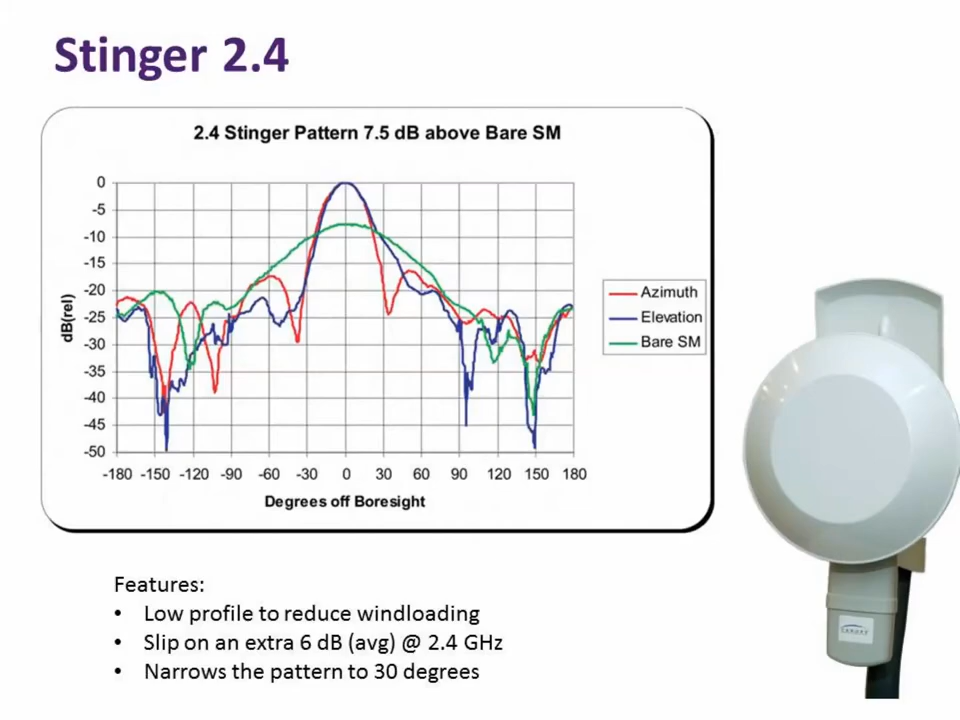 Stinger 2.4
2.4 Stinger Pattern 7.5 dB above Bare SM
0
-5
-10
-15
-20
-25
-30
-35
-40
-45
-50
dB(rel)
-180 -150 -120 -90 -60 -30 0 30 60 90 120 150 180
Degrees off Boresight
Azimuth
Elevation
Bare SM
CANOPY
Features:
• Low profile to reduce windloading
• Slip on an extra 6 dB (avg) @ 2.4 GHz
• Narrows the pattern to 30 degrees